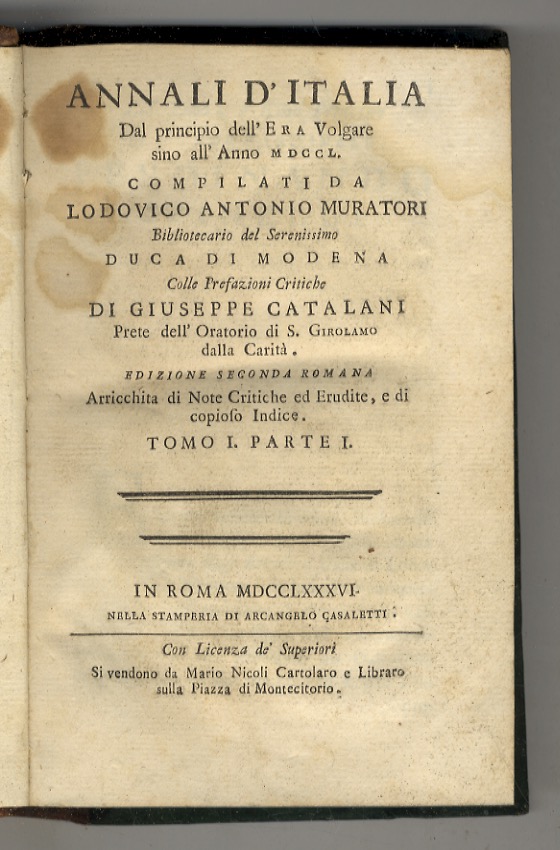 ANNALI D'ITALIA
Dal principio dell' ERA Volgare
sino all' Anno MDCCL.
COMPILATI DA
LODOVICO ANTONIO MURATORI
Bibliotecario del Serenissimo
DUCA DI MODENA
Colle Prefazioni Critiche
DI GIUSEPPE CATALANI
Prete dell' Oratorio di S. GIROLAMO
dalla Carità.
EDIZIONE SECONDA ROMANA
Arricchita di Note Critiche ed Erudite, e di
copioſo Indice.
TOMO I. PARTE I.
IN ROMA MDCCLXXXVI.
NELLA STAMPERIA DI ARCANGELO CASALETTI.
Con Licenza de' Superiori
Si vendono da Mario Nicoli Cartolaro e Libraro
sulla Piazza di Montecitorio.